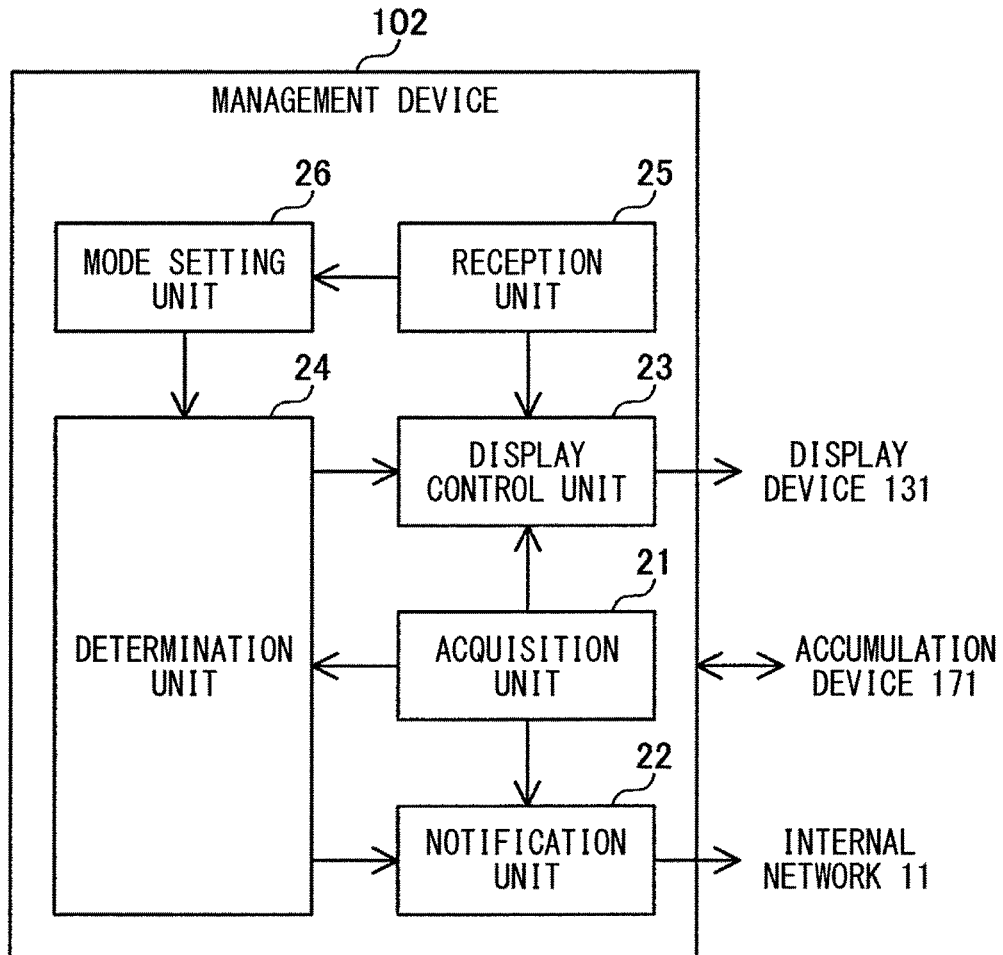 102
MANAGEMENT DEVICE
26
25
MODE SETTING
UNIT
RECEPTION
UNIT
24
23
DISPLAY
CONTROL UNIT
DISPLAY
DEVICE 131
21
DETERMINATION
UNIT
ACQUISITION
UNIT
ACCUMULATION
DEVICE 171
22
NOTIFICATION
UNIT
INTERNAL
NETWORK 11